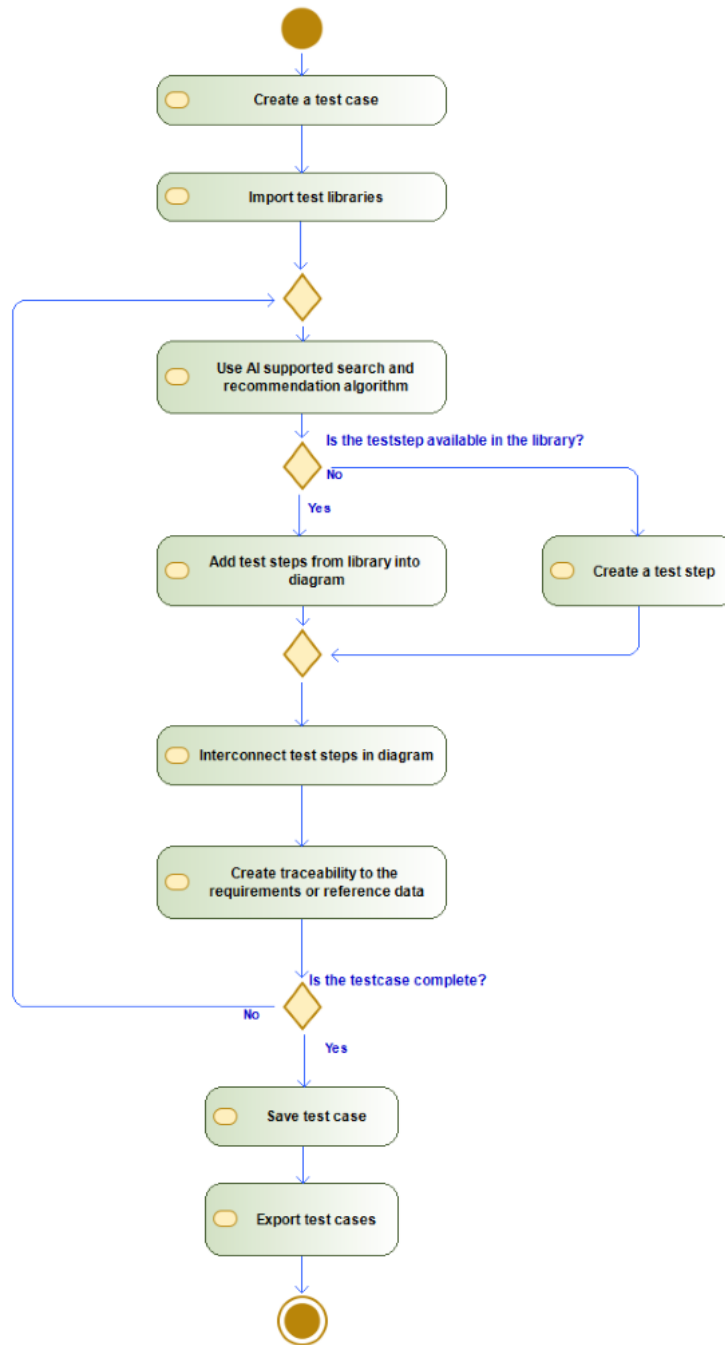 Create a test case
Import test libraries
Use AI supported search and
recommendation algorithm
Is the teststep available in the library?
No
Yes
Add test steps from library into
diagram
Create a test step
Interconnect test steps in diagram
Create traceability to the
requirements or reference data
Is the testcase complete?
No
Yes
Save test case
Export test cases